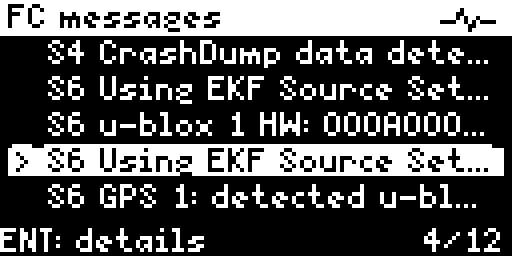 FC messages
S4 CrashDump data dete...
S6 Using EKF Source Set...
S6 u-blox 1 HW: 000A000...
> S6 Using EKF Source Set...
S6 GPS 1: detected u-bl...
ENT: details 4/12